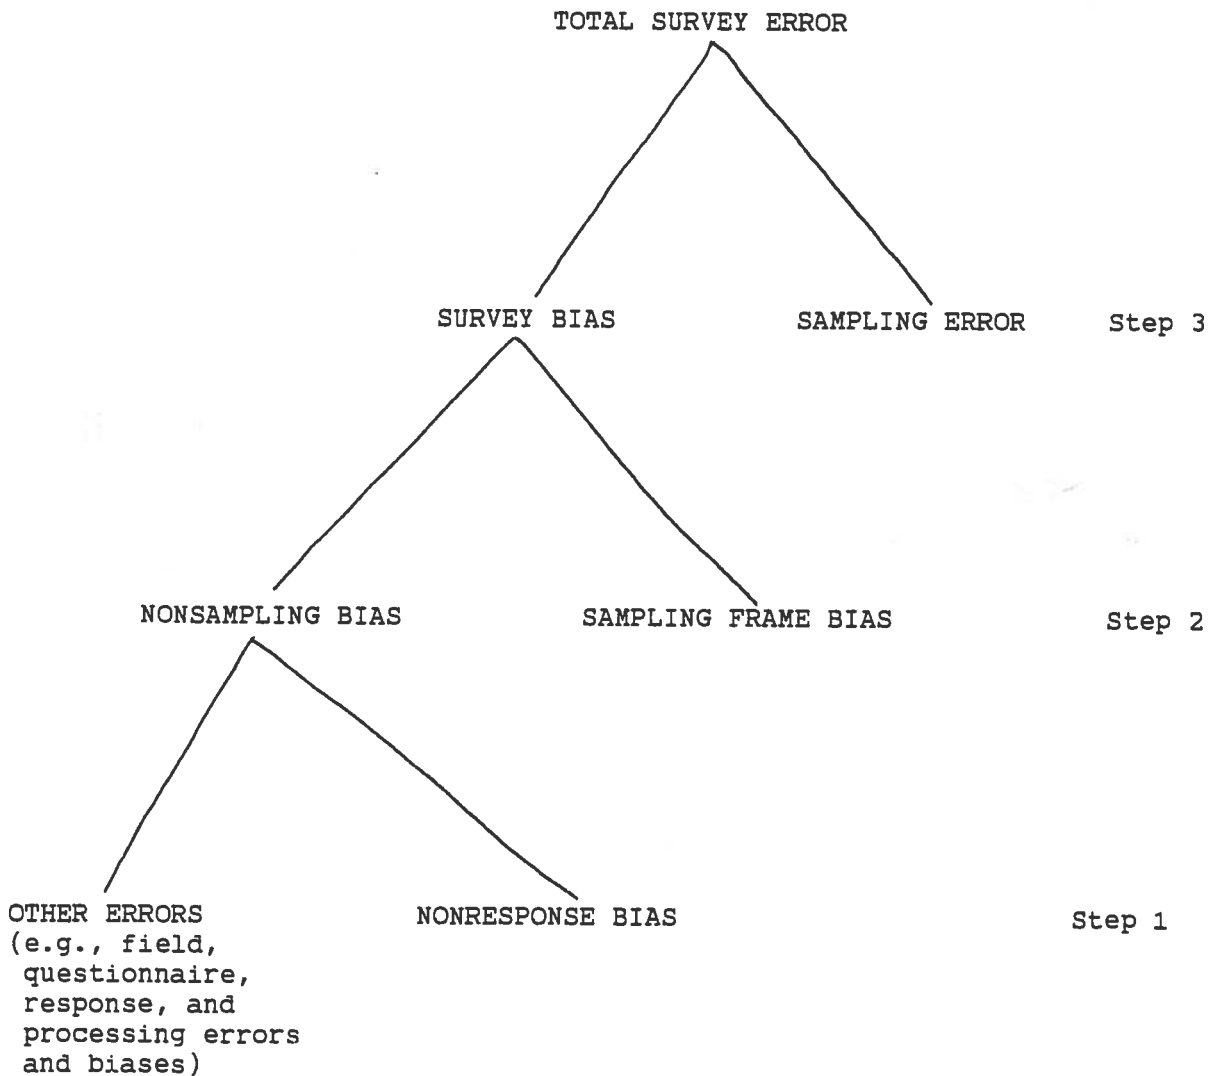 TOTAL SURVEY ERROR
SURVEY BIAS
SAMPLING ERROR
Step 3
NONSAMPLING BIAS
SAMPLING FRAME BIAS
Step 2
OTHER ERRORS
(e.g., field,
questionnaire,
response, and
processing errors
and biases)
NONRESPONSE BIAS
Step 1